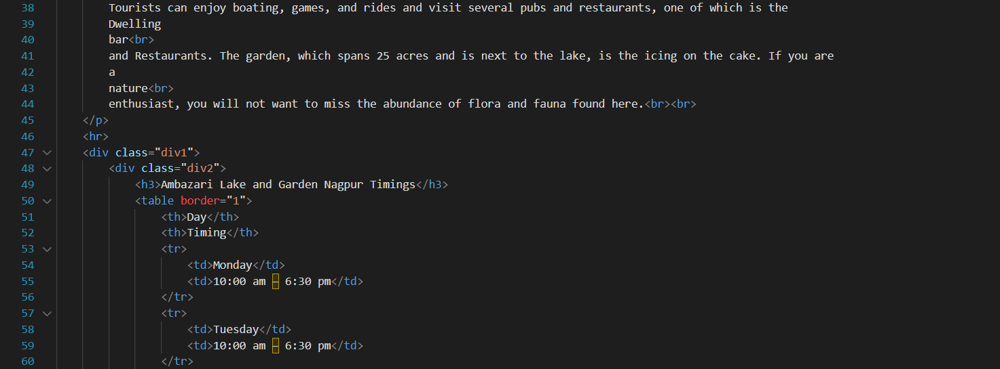 38 Tourists can enjoy boating, games, and rides and visit several pubs and restaurants, one of which is the
39 Dwelling
40 bar<br>
41 and Restaurants. The garden, which spans 25 acres and is next to the lake, is the icing on the cake. If you are
42 a
43 nature<br>
44 enthusiast, you will not want to miss the abundance of flora and fauna found here.<br><br>
45 </p>
46 <hr>
47 <div class="div1">
48 <div class="div2">
49 <h3>Ambazari Lake and Garden Nagpur Timings</h3>
50 <table border="1">
51 <th>Day</th>
52 <th>Timing</th>
53 <tr>
54 <td>Monday</td>
55 <td>10:00 am – 6:30 pm</td>
56 </tr>
57 <tr>
58 <td>Tuesday</td>
59 <td>10:00 am – 6:30 pm</td>
60 </tr>